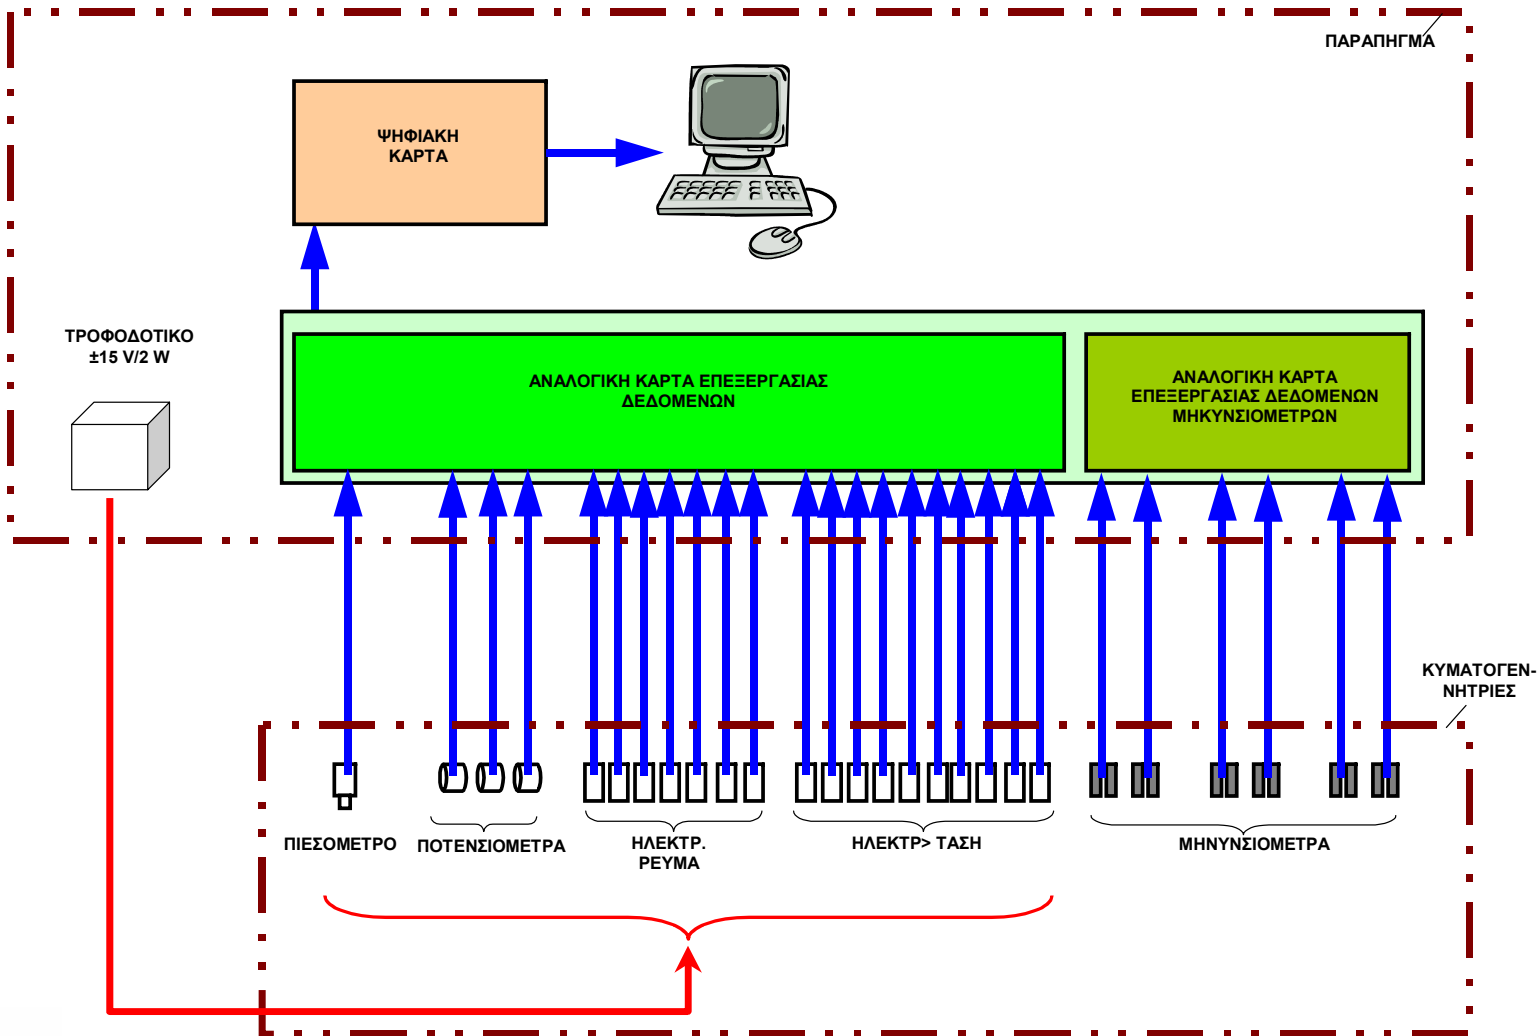 ΠΑΡΑΠΗΓΜΑ
ΨΗΦΙΑΚΗ
ΚΑΡΤΑ
ΤΡΟΦΟΔΟΤΙΚΟ
±15 V/2 W
ΑΝΑΛΟΓΙΚΗ ΚΑΡΤΑ ΕΠΕΞΕΡΓΑΣΙΑΣ
ΔΕΔΟΜΕΝΩΝ
ΑΝΑΛΟΓΙΚΗ ΚΑΡΤΑ
ΕΠΕΞΕΡΓΑΣΙΑΣ ΔΕΔΟΜΕΝΩΝ
ΜΗΚΥΝΣΙΟΜΕΤΡΩΝ
ΚΥΜΑΤΟΓΕΝ-
ΝΗΤΡΙΕΣ
ΠΙΕΣΟΜΕΤΡΟ
ΠΟΤΕΝΣΙΟΜΕΤΡΑ
ΗΛΕΚΤΡ.
ΡΕΥΜΑ
ΗΛΕΚΤΡ> ΤΑΣΗ
ΜΗΝΥΝΣΙΟΜΕΤΡΑ